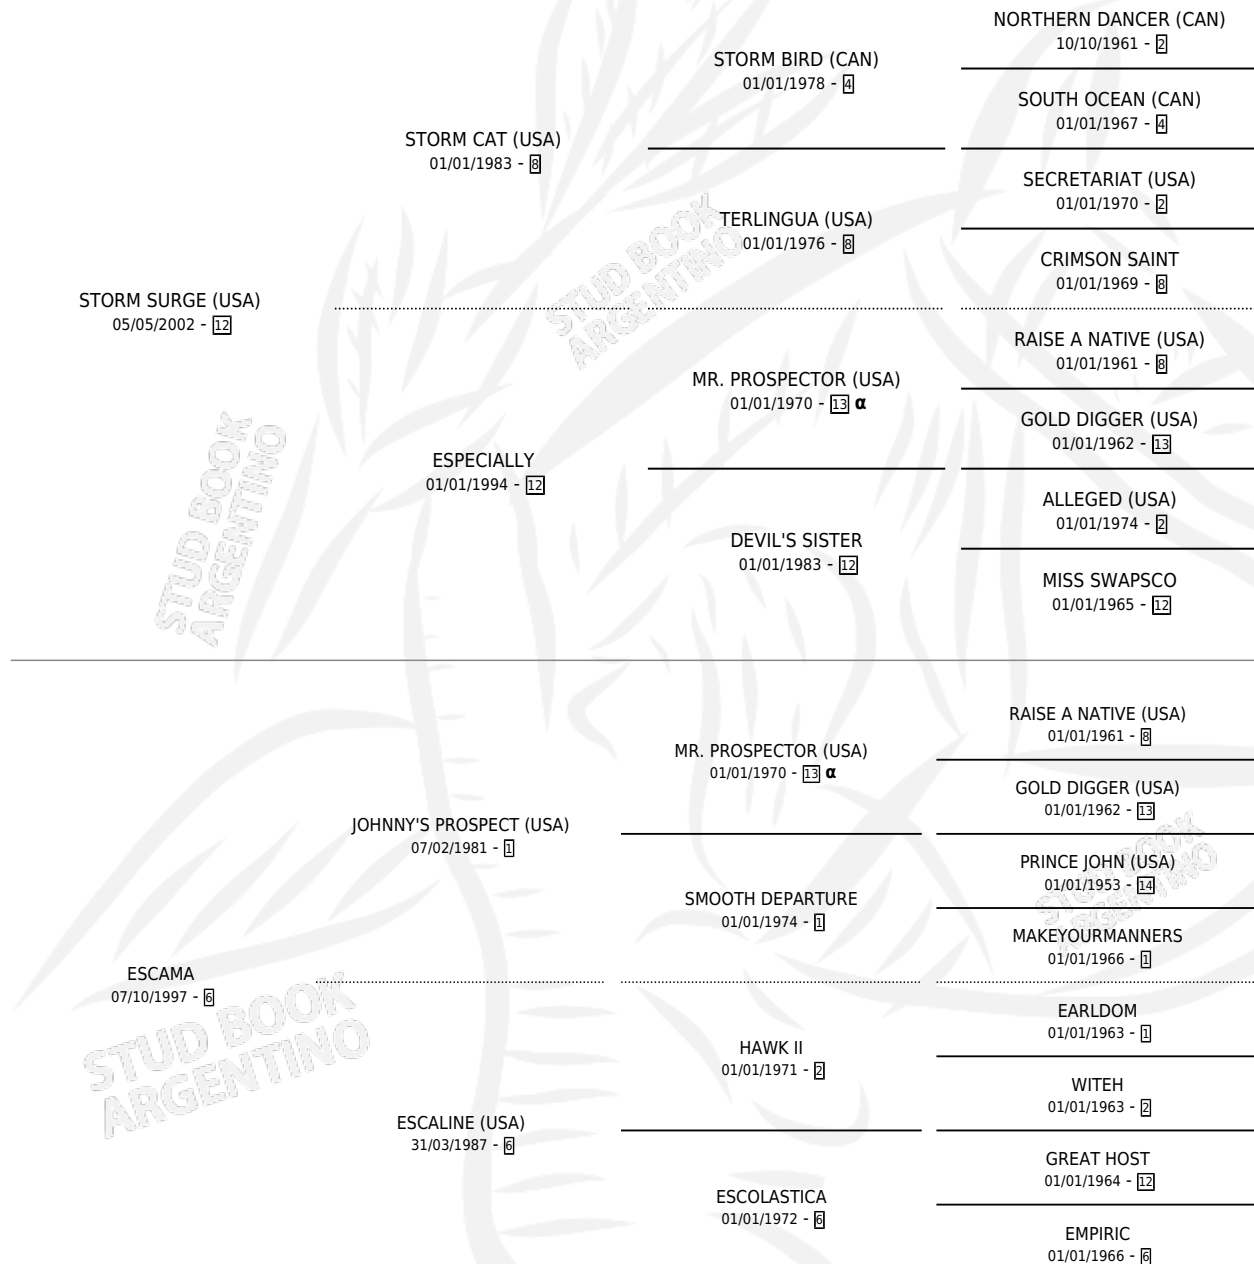 NORTHERN DANCER (CAN)
10/10/1961 - 2
STORM BIRD (CAN)
01/01/1978 - 4
SOUTH OCEAN (CAN)
01/01/1967 - 4
STORM CAT (USA)
01/01/1983 - 8
SECRETARIAT (USA)
01/01/1970 - 2
TERLINGUA (USA)
01/01/1976 - 8
CRIMSON SAINT
01/01/1969 - 8
STORM SURGE (USA)
05/05/2002 - 12
RAISE A NATIVE (USA)
01/01/1961 - 8
MR. PROSPECTOR (USA)
01/01/1970 - 13 α
GOLD DIGGER (USA)
01/01/1962 - 13
ESPECIALLY
01/01/1994 - 12
ALLEGED (USA)
01/01/1974 - 2
DEVIL'S SISTER
01/01/1983 - 12
MISS SWAPSCO
01/01/1965 - 12
RAISE A NATIVE (USA)
01/01/1961 - 8
MR. PROSPECTOR (USA)
01/01/1970 - 13 α
GOLD DIGGER (USA)
01/01/1962 - 13
JOHNNY'S PROSPECT (USA)
07/02/1981 - 1
PRINCE JOHN (USA)
01/01/1953 - 14
SMOOTH DEPARTURE
01/01/1974 - 1
MAKEYOURMANNERS
01/01/1966 - 1
ESCAMA
07/10/1997 - 6
EARLDOM
01/01/1963 - 1
HAWK II
01/01/1971 - 2
WITEH
01/01/1963 - 2
ESCALINE (USA)
31/03/1987 - 6
GREAT HOST
01/01/1964 - 12
ESCOLASTICA
01/01/1972 - 6
EMPIRIC
01/01/1966 - 6
STUD BOOK
ARGENTINO
STUD BOOK
ARGENTINO
STUD BOOK
ARGENTINO
STUD BOOK
ARGENTINO